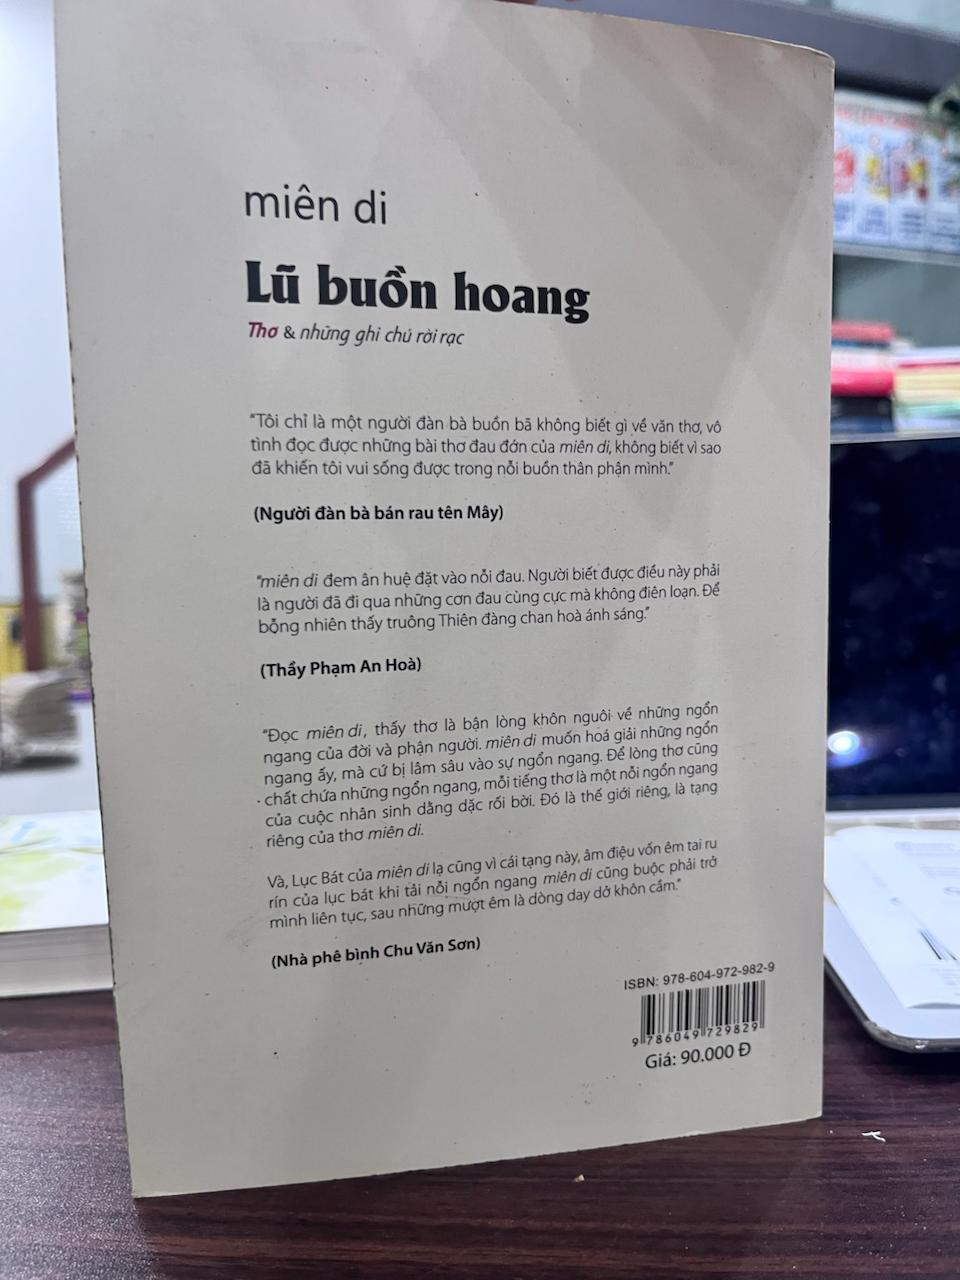 miên di
Lũ buồn hoang
Thơ & những ghi chú rời rạc
"Tôi chỉ là một người đàn bà buồn bã không biết gì về văn thơ, vô
tình đọc được những bài thơ đau đớn của miên di, không biết vì sao
đã khiến tôi vui sống được trong nỗi buồn thân phận mình."
(Người đàn bà bán rau tên Mây)
"miên di đem ân huệ đặt vào nỗi đau. Người biết được điều này phải
là người đã đi qua những cơn đau cùng cực mà không điên loạn. Để
bỗng nhiên thấy truông Thiên đàng chan hoà ánh sáng."
(Thầy Phạm An Hoà)
"Đọc miên di, thấy thơ là bận lòng khôn nguôi về những ngổn
ngang của đời và phận người. miên di muốn hoá giải những ngổn
ngang ấy, mà cứ bị lâm sâu vào sự ngổn ngang. Để lòng thơ cũng
chất chứa những ngổn ngang, mỗi tiếng thơ là một nỗi ngổn ngang
của cuộc nhân sinh dằng dặc rối bời. Đó là thế giới riêng, là tạng
riêng của thơ miên di.
Và, Lục Bát của miên di lạ cũng vì cái tạng này, âm điệu vốn êm tai ru
rín của lục bát khi tải nỗi ngổn ngang miên di cũng buộc phải trở
mình liên tục, sau những mượt êm là dòng day dở khôn cầm."
(Nhà phê bình Chu Văn Sơn)
ISBN: 978-604-972-982-9
9 786049 729829
Giá: 90.000 Đ